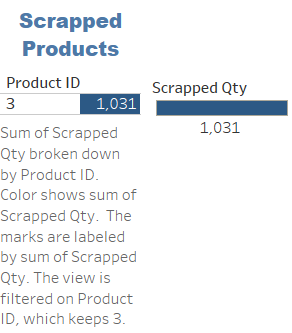 Scrapped
Products
Product ID
3 1,031
Scrapped Qty
1,031
Sum of Scrapped
Qty broken down
by Product ID.
Color shows sum of
Scrapped Qty.  The
marks are labeled
by sum of Scrapped
Qty. The view is
filtered on Product
ID, which keeps 3.